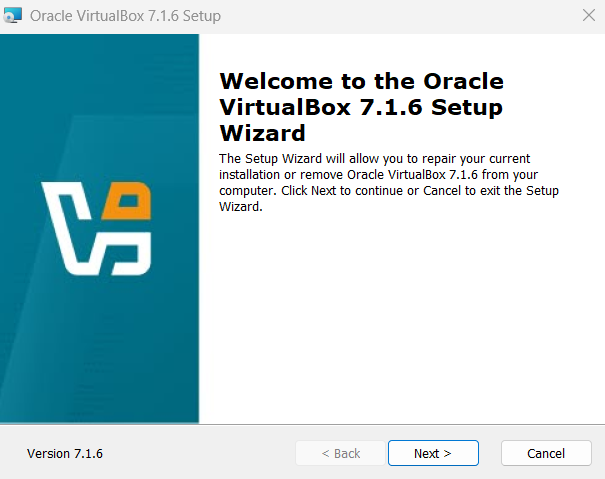 Oracle VirtualBox 7.1.6 Setup
Welcome to the Oracle
VirtualBox 7.1.6 Setup
Wizard
The Setup Wizard will allow you to repair your current
installation or remove Oracle VirtualBox 7.1.6 from your
computer. Click Next to continue or Cancel to exit the Setup
Wizard.
Version 7.1.6
< Back
Next >
Cancel